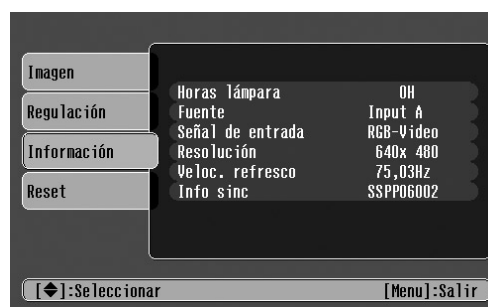 Imagen
Regulación
Información
Reset
Horas lámpara 0H
Fuente Input A
Señal de entrada RGB-Video
Resolución 640x 480
Veloc. refresco 75,03Hz
Info sinc SSPP06002
[◆]:Seleccionar [Menu]:Salir